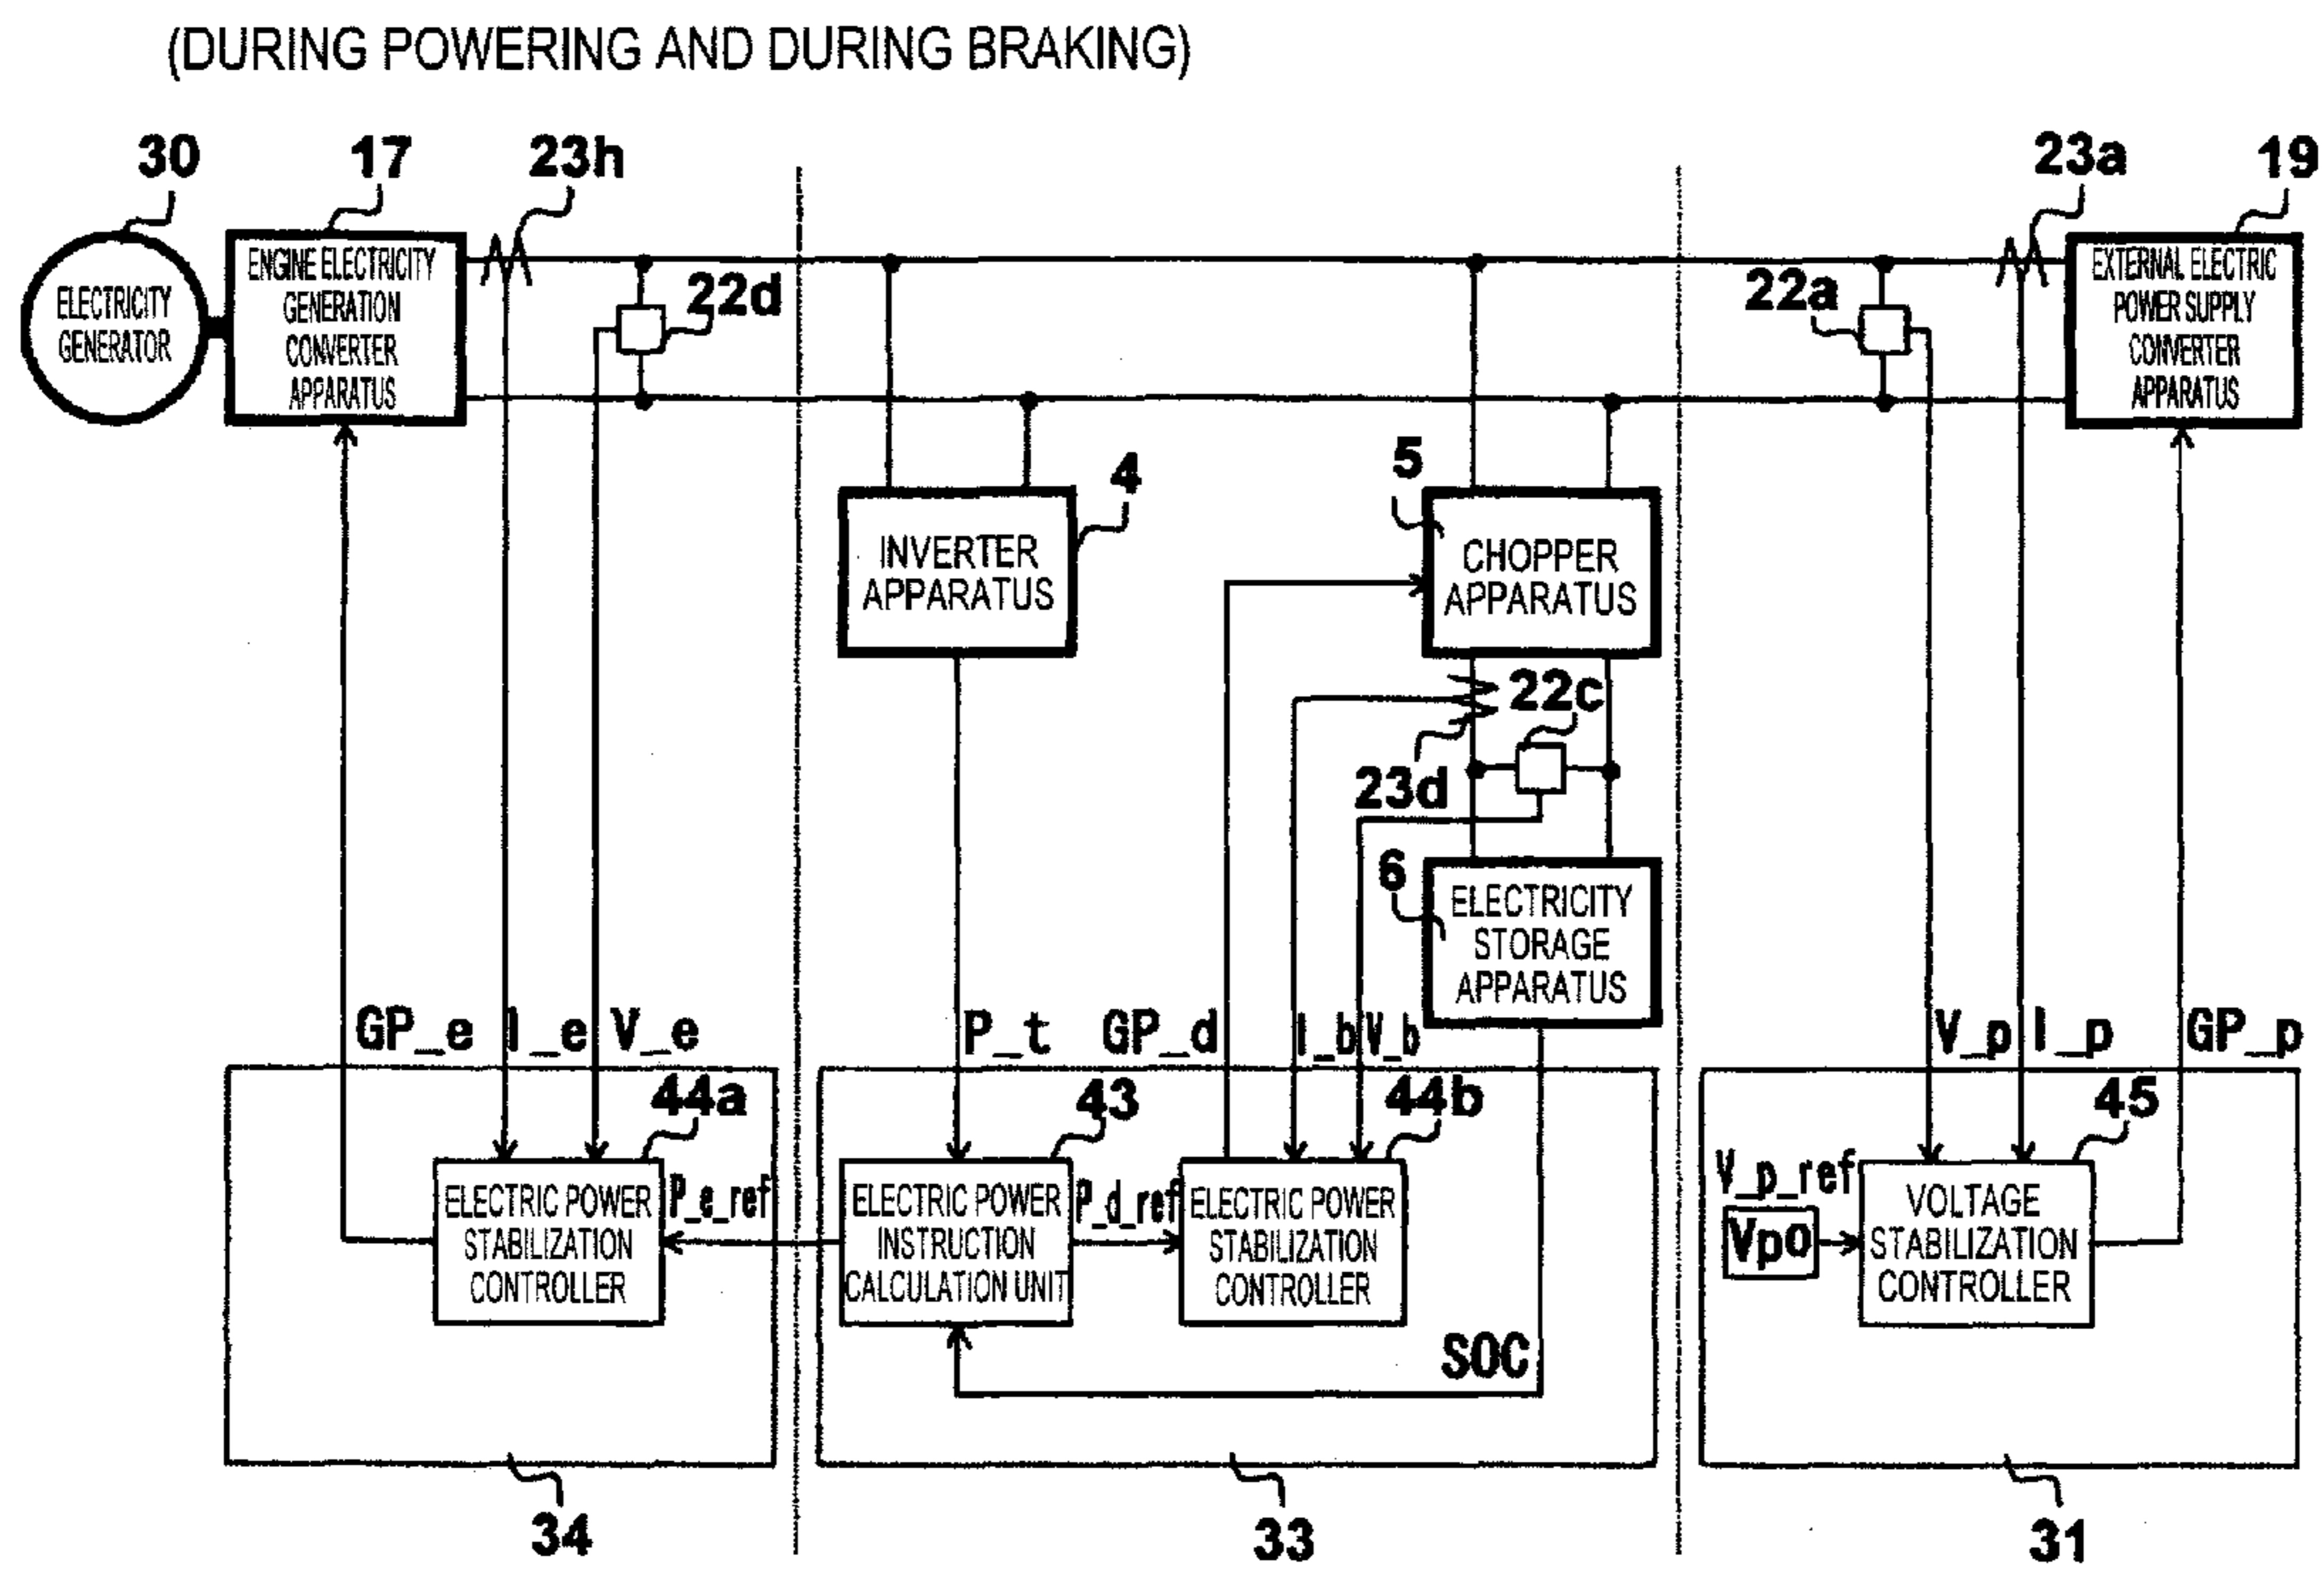 (DURING POWERING AND DURING BRAKING)
30
17
23h
23a
19
ELECTRICITY
GENERATOR
ENGINE ELECTRICITY
GENERATION
CONVERTER
APPARATUS
22d
22a
EXTERNAL ELECTRIC
POWER SUPPLY
CONVERTER
APPARATUS
4
5
INVERTER
APPARATUS
CHOPPER
APPARATUS
22c
23d
6
ELECTRICITY
STORAGE
APPARATUS
GP_e
I_e
V_e
P_t
GP_d
I_b
V_b
V_p
I_p
GP_p
44a
43
44b
45
ELECTRIC POWER
STABILIZATION
CONTROLLER
P_e_ref
ELECTRIC POWER
INSTRUCTION
CALCULATION UNIT
P_d_ref
ELECTRIC POWER
STABILIZATION
CONTROLLER
V_p_ref
Vpo
VOLTAGE
STABILIZATION
CONTROLLER
SOC
34
33
31